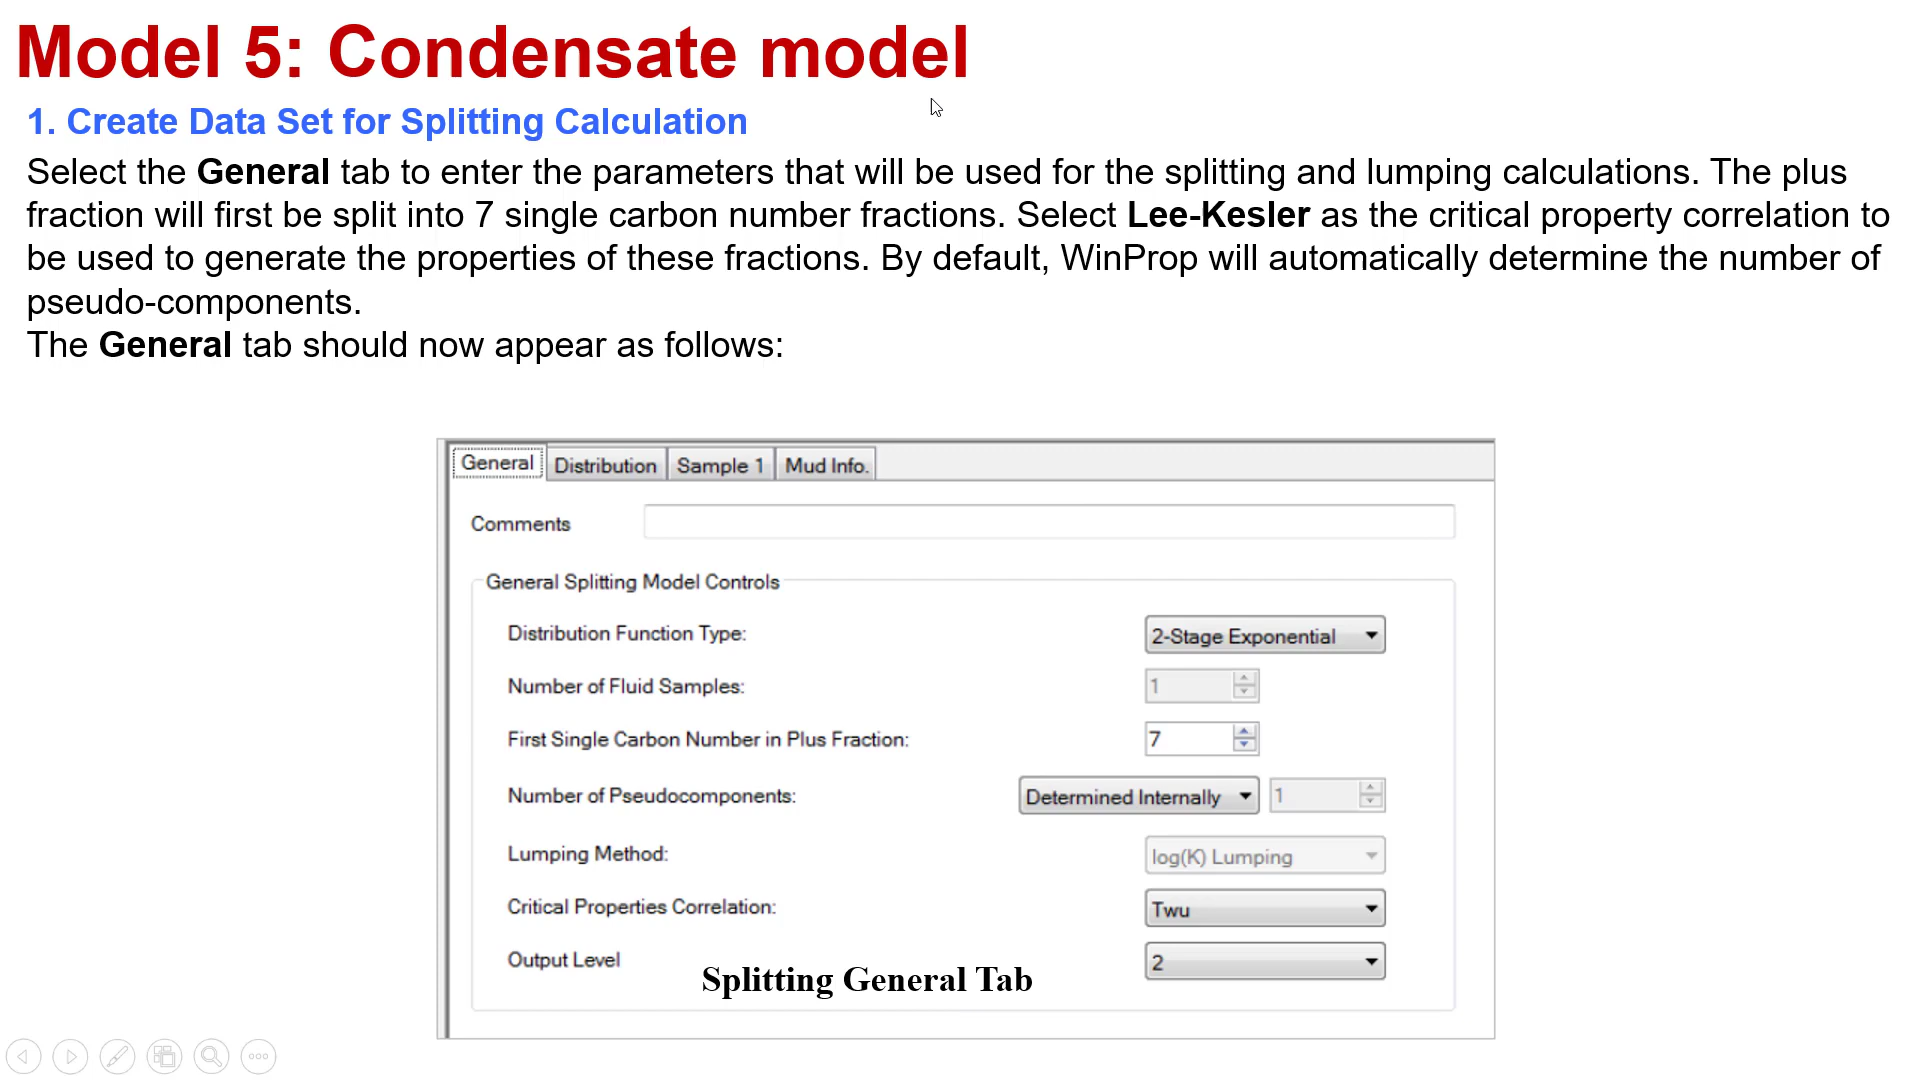 Model 5: Condensate model
1. Create Data Set for Splitting Calculation
Select the General tab to enter the parameters that will be used for the splitting and lumping calculations. The plus
fraction will first be split into 7 single carbon number fractions. Select Lee-Kesler as the critical property correlation to
be used to generate the properties of these fractions. By default, WinProp will automatically determine the number of
pseudo-components.
The General tab should now appear as follows:
General Distribution Sample 1 Mud Info.
Comments
General Splitting Model Controls
Distribution Function Type: 2-Stage Exponential
Number of Fluid Samples: 1
First Single Carbon Number in Plus Fraction: 7
Number of Pseudocomponents: Determined Internally 1
Lumping Method: log(K) Lumping
Critical Properties Correlation: Twu
Output Level 2
Splitting General Tab